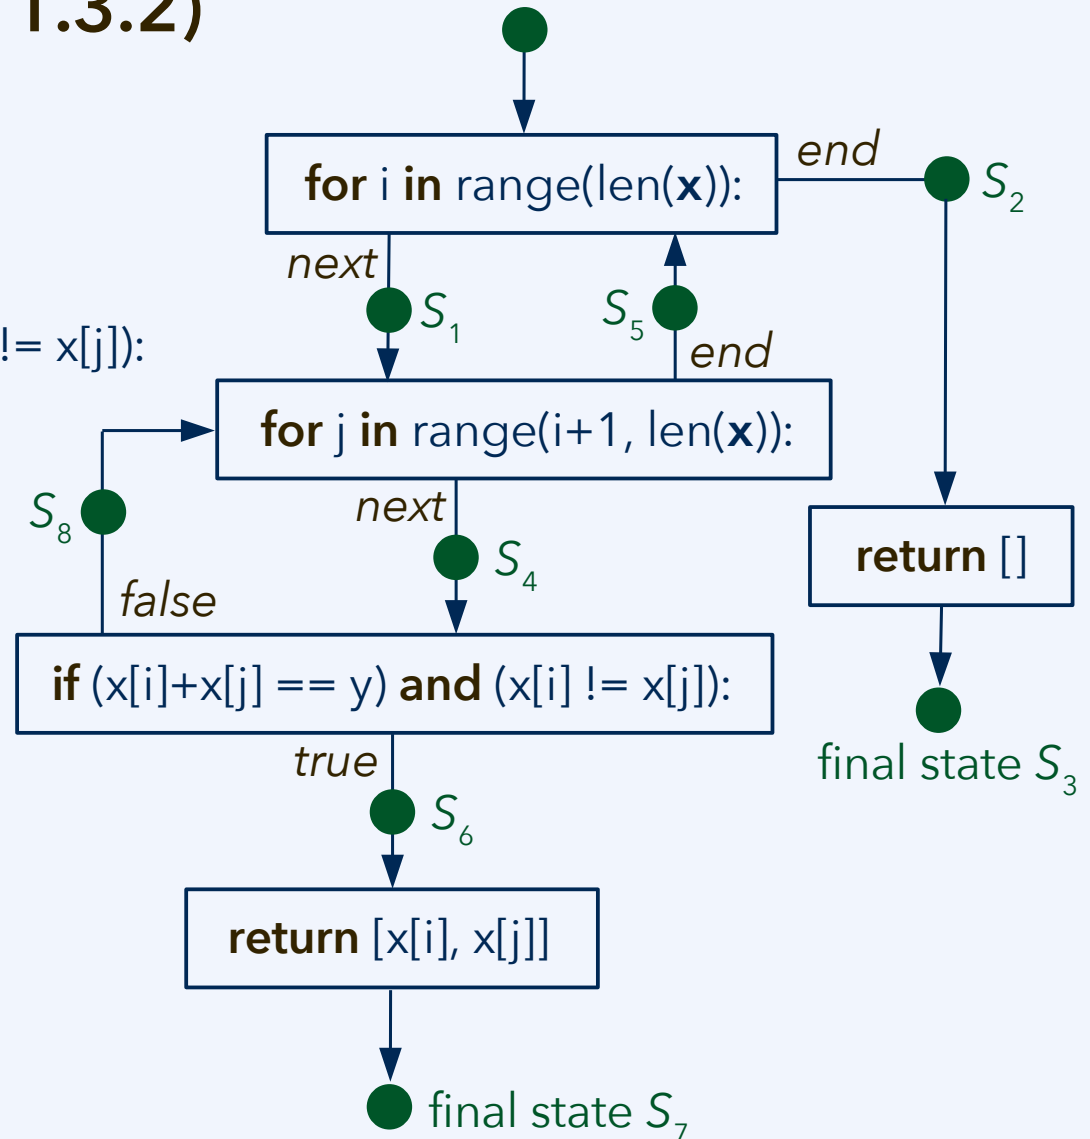 1.3.2)
for i in range(len(x)):
end
S2
next
S1
S5
!= x[j]):
end
for j in range(i+1, len(x)):
next
S8
S4
return []
false
if (x[i]+x[j] == y) and (x[i] != x[j]):
true
final state S3
S6
return [x[i], x[j]]
final state S7